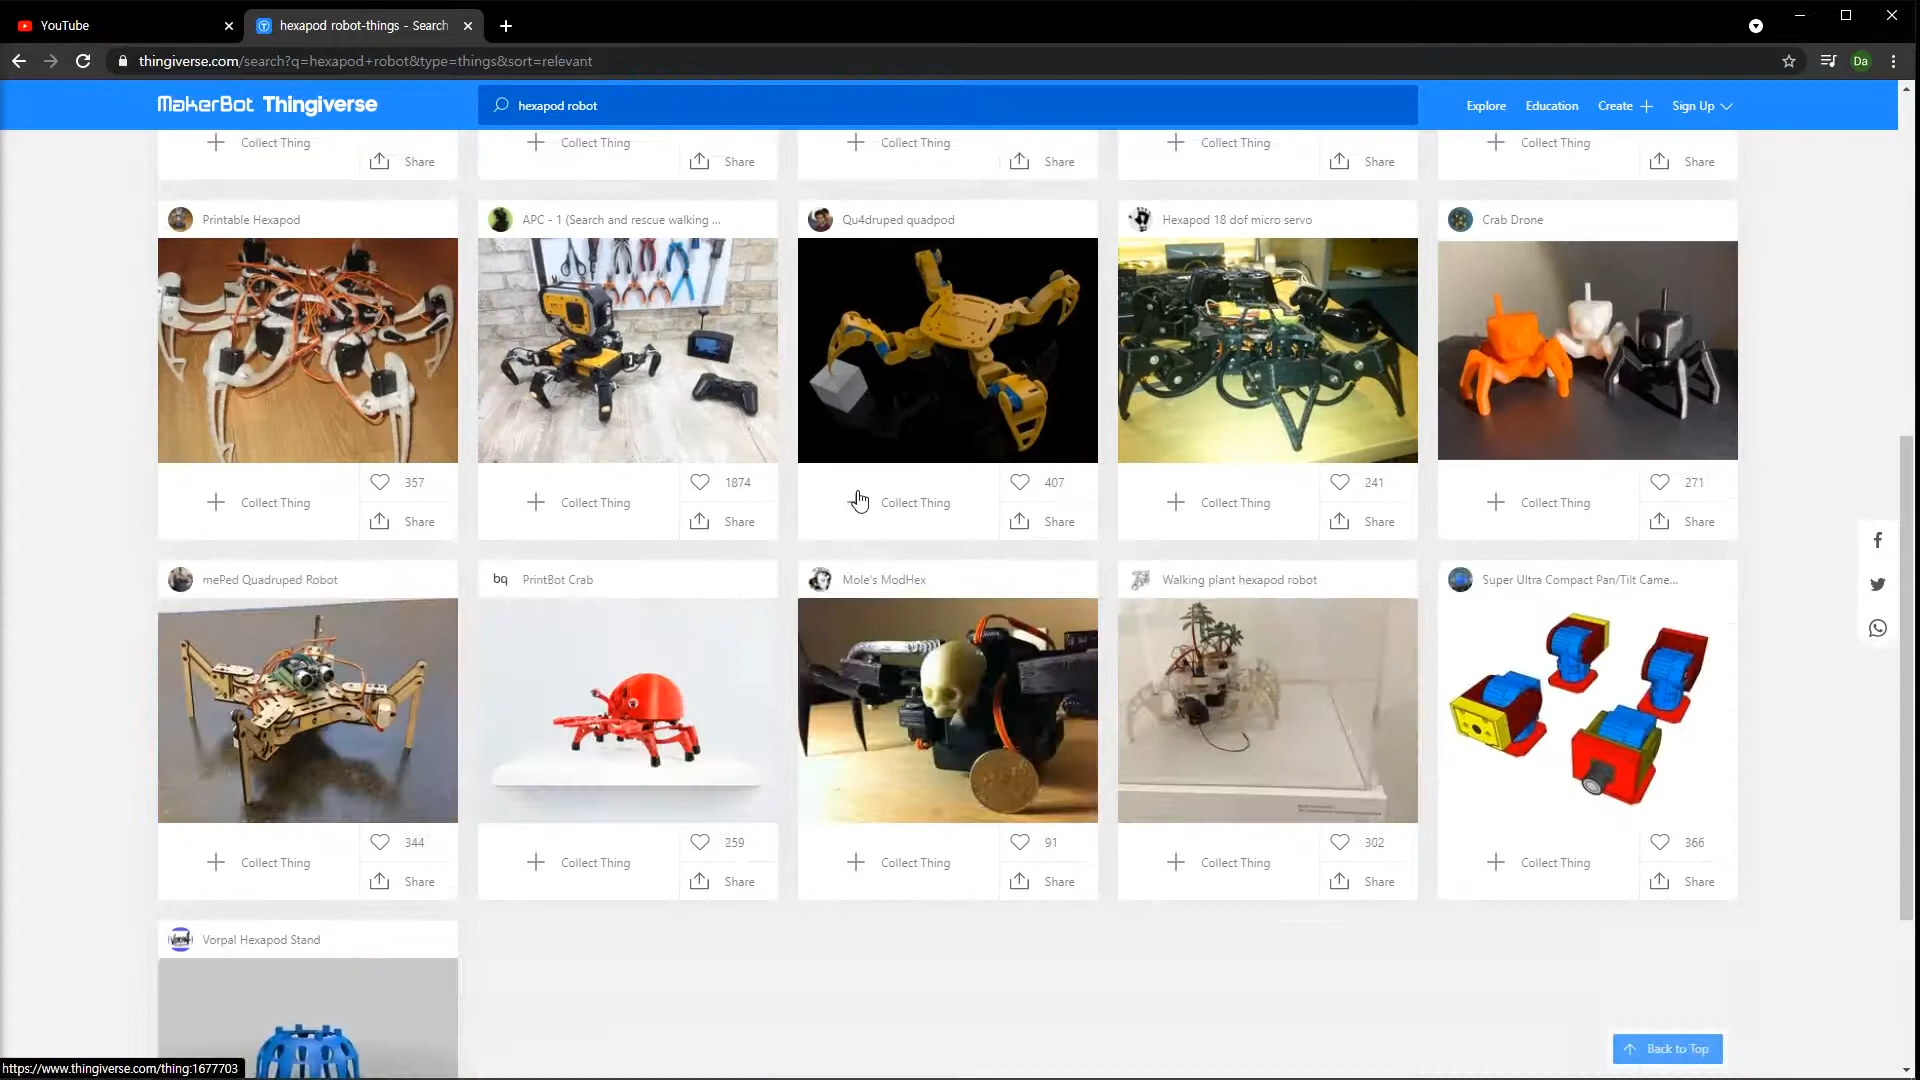 YouTube
hexapod robot-things - Search
thingiverse.com/search?q=hexapod+robot&type=things&sort=relevant
Da
MakerBot Thingiverse
hexapod robot
Explore
Education
Create
Sign Up
Collect Thing
Share
Collect Thing
Share
Collect Thing
Share
Collect Thing
Share
Collect Thing
Share
Printable Hexapod
APC - 1 (Search and rescue walking ...
Qu4druped quadpod
Hexapod 18 dof micro servo
Crab Drone
Collect Thing
357
Share
Collect Thing
1874
Share
Collect Thing
407
Share
Collect Thing
241
Share
Collect Thing
271
Share
mePed Quadruped Robot
bq
PrintBot Crab
Mole's ModHex
Walking plant hexapod robot
Super Ultra Compact Pan/Tilt Came...
Collect Thing
344
Share
Collect Thing
259
Share
Collect Thing
91
Share
Collect Thing
302
Share
Collect Thing
366
Share
Vorpal Hexapod Stand
Back to Top
https://www.thingiverse.com/thing:1677703